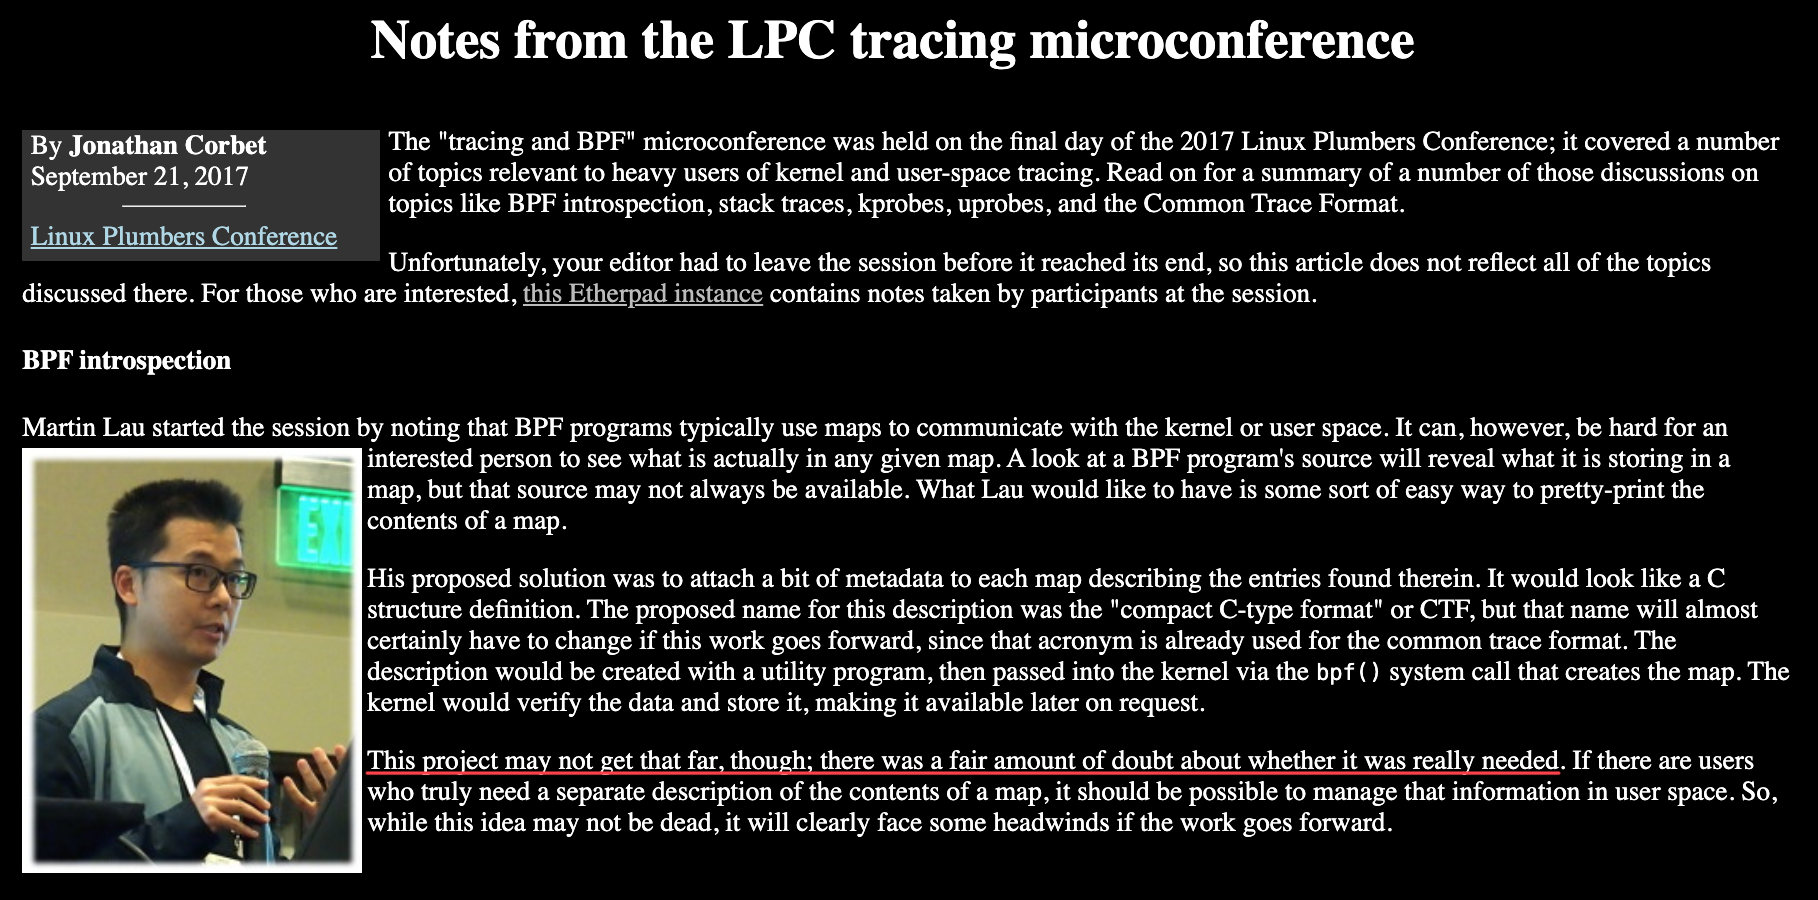 Notes from the LPC tracing microconference
By Jonathan Corbet
September 21, 2017
Linux Plumbers Conference
The "tracing and BPF" microconference was held on the final day of the 2017 Linux Plumbers Conference; it covered a number
of topics relevant to heavy users of kernel and user-space tracing. Read on for a summary of a number of those discussions on
topics like BPF introspection, stack traces, kprobes, uprobes, and the Common Trace Format.
Unfortunately, your editor had to leave the session before it reached its end, so this article does not reflect all of the topics
discussed there. For those who are interested, this Etherpad instance contains notes taken by participants at the session.
BPF introspection
Martin Lau started the session by noting that BPF programs typically use maps to communicate with the kernel or user space. It can, however, be hard for an
interested person to see what is actually in any given map. A look at a BPF program's source will reveal what it is storing in a
map, but that source may not always be available. What Lau would like to have is some sort of easy way to pretty-print the
contents of a map.
EXI
His proposed solution was to attach a bit of metadata to each map describing the entries found therein. It would look like a C
structure definition. The proposed name for this description was the "compact C-type format" or CTF, but that name will almost
certainly have to change if this work goes forward, since that acronym is already used for the common trace format. The
description would be created with a utility program, then passed into the kernel via the bpf() system call that creates the map. The
kernel would verify the data and store it, making it available later on request.
This project may not get that far, though; there was a fair amount of doubt about whether it was really needed. If there are users
who truly need a separate description of the contents of a map, it should be possible to manage that information in user space. So,
while this idea may not be dead, it will clearly face some headwinds if the work goes forward.